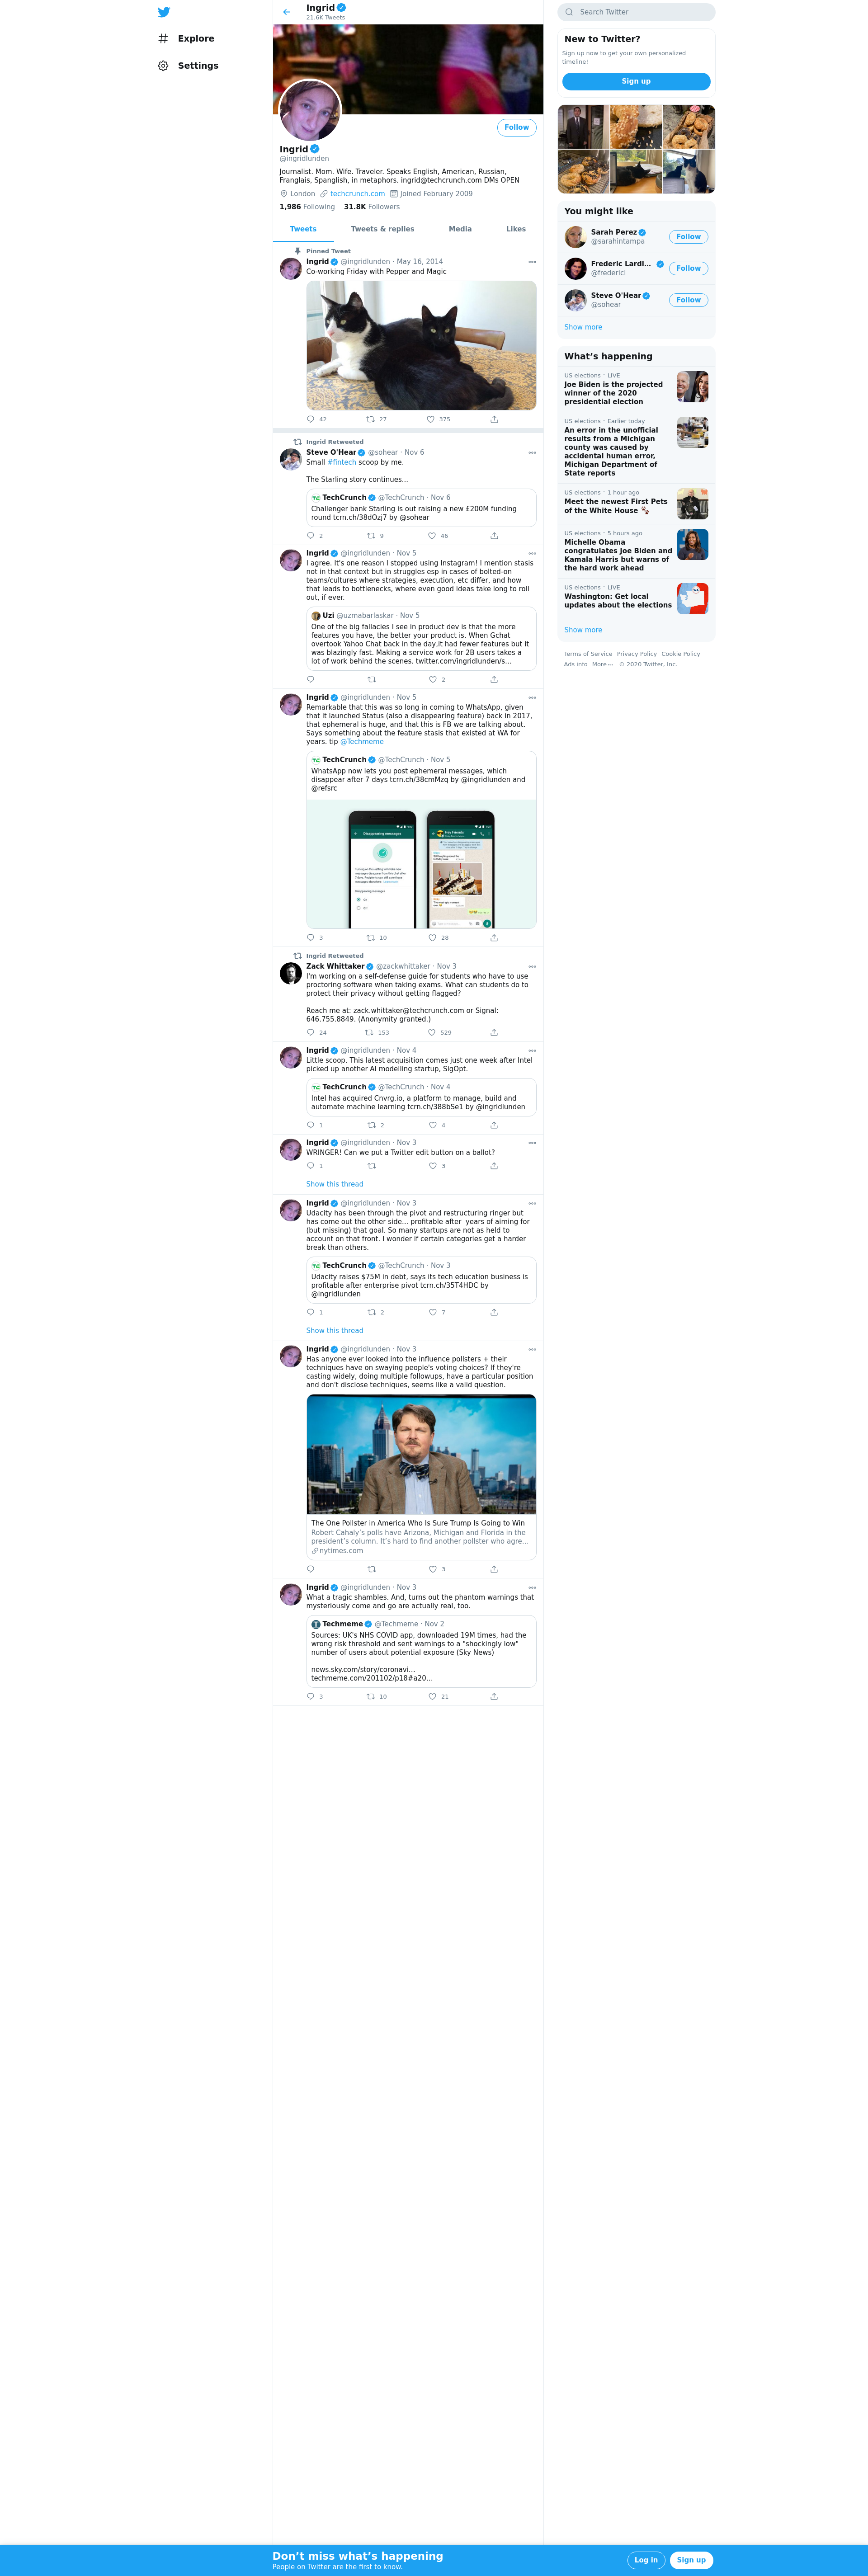 Explore
Settings
Ingrid
21.6K Tweets
Follow
Ingrid
@ingridlunden
Journalist. Mom. Wife. Traveler. Speaks English, American, Russian,
Franglais, Spanglish, in metaphors. ingrid@techcrunch.com DMs OPEN
London techcrunch.com Joined February 2009
1,986 Following 31.8K Followers
Tweets Tweets & replies Media Likes
Pinned Tweet
Ingrid @ingridlunden · May 16, 2014
Co-working Friday with Pepper and Magic
42 27 375
Ingrid Retweeted
Steve O'Hear @sohear · Nov 6
Small #fintech scoop by me.
The Starling story continues...
TechCrunch @TechCrunch · Nov 6
Challenger bank Starling is out raising a new £200M funding
round tcrn.ch/38dOzj7 by @sohear
2 9 46
Ingrid @ingridlunden · Nov 5
I agree. It's one reason I stopped using Instagram! I mention stasis
not in that context but in struggles esp in cases of bolted-on
teams/cultures where strategies, execution, etc differ, and how
that leads to bottlenecks, where even good ideas take long to roll
out, if ever.
Uzi @uzmabarlaskar · Nov 5
One of the big fallacies I see in product dev is that the more
features you have, the better your product is. When Gchat
overtook Yahoo Chat back in the day,it had fewer features but it
was blazingly fast. Making a service work for 2B users takes a
lot of work behind the scenes. twitter.com/ingridlunden/s…
2
Ingrid @ingridlunden · Nov 5
Remarkable that this was so long in coming to WhatsApp, given
that it launched Status (also a disappearing feature) back in 2017,
that ephemeral is huge, and that this is FB we are talking about.
Says something about the feature stasis that existed at WA for
years. tip @Techmeme
TechCrunch @TechCrunch · Nov 5
WhatsApp now lets you post ephemeral messages, which
disappear after 7 days tcrn.ch/38cmMzq by @ingridlunden and
@refsrc
Disappearing messages
3 10 28
Ingrid Retweeted
Zack Whittaker @zackwhittaker · Nov 3
I'm working on a self-defense guide for students who have to use
proctoring software when taking exams. What can students do to
protect their privacy without getting flagged?
Reach me at: zack.whittaker@techcrunch.com or Signal:
646.755.8849. (Anonymity granted.)
24 153 529
Ingrid @ingridlunden · Nov 4
Little scoop. This latest acquisition comes just one week after Intel
picked up another AI modelling startup, SigOpt.
TechCrunch @TechCrunch · Nov 4
Intel has acquired Cnvrg.io, a platform to manage, build and
automate machine learning tcrn.ch/388bSe1 by @ingridlunden
1 2 4
Ingrid @ingridlunden · Nov 3
WRINGER! Can we put a Twitter edit button on a ballot?
1 3
Show this thread
Ingrid @ingridlunden · Nov 3
Udacity has been through the pivot and restructuring ringer but
has come out the other side... profitable after years of aiming for
(but missing) that goal. So many startups are not as held to
account on that front. I wonder if certain categories get a harder
break than others.
TechCrunch @TechCrunch · Nov 3
Udacity raises $75M in debt, says its tech education business is
profitable after enterprise pivot tcrn.ch/35T4HDC by
@ingridlunden
1 2 7
Show this thread
Ingrid @ingridlunden · Nov 3
Has anyone ever looked into the influence pollsters + their
techniques have on swaying people's voting choices? If they're
casting widely, doing multiple followups, have a particular position
and don't disclose techniques, seems like a valid question.
The One Pollster in America Who Is Sure Trump Is Going to Win
Robert Cahaly’s polls have Arizona, Michigan and Florida in the
president’s column. It’s hard to find another pollster who agre…
nytimes.com
3
Ingrid @ingridlunden · Nov 3
What a tragic shambles. And, turns out the phantom warnings that
mysteriously come and go are actually real, too.
Techmeme @Techmeme · Nov 2
Sources: UK's NHS COVID app, downloaded 19M times, had the
wrong risk threshold and sent warnings to a "shockingly low"
number of users about potential exposure (Sky News)
news.sky.com/story/coronavi…
techmeme.com/201102/p18#a20…
3 10 21
Search Twitter
New to Twitter?
Sign up now to get your own personalized
timeline!
Sign up
You might like
Sarah Perez
@sarahintampa
Follow
Frederic Lardi…
@fredericl
Follow
Steve O'Hear
@sohear
Follow
Show more
What’s happening
US elections · LIVE
Joe Biden is the projected
winner of the 2020
presidential election
US elections · Earlier today
An error in the unofficial
results from a Michigan
county was caused by
accidental human error,
Michigan Department of
State reports
US elections · 1 hour ago
Meet the newest First Pets
of the White House 🐾
US elections · 5 hours ago
Michelle Obama
congratulates Joe Biden and
Kamala Harris but warns of
the hard work ahead
US elections · LIVE
Washington: Get local
updates about the elections
Show more
Terms of Service Privacy Policy Cookie Policy
Ads info More © 2020 Twitter, Inc.
Don’t miss what’s happening
People on Twitter are the first to know.
Log in Sign up